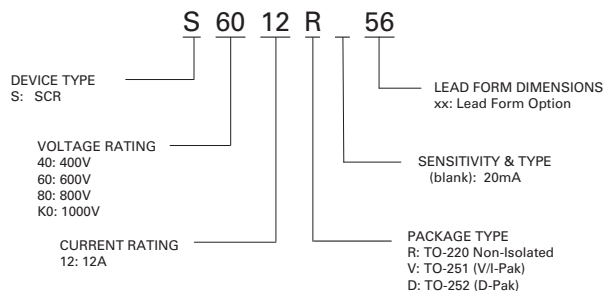 S 60 12 R _ 56
DEVICE TYPE
S: SCR
LEAD FORM DIMENSIONS
xx: Lead Form Option
VOLTAGE RATING
40: 400V
60: 600V
80: 800V
K0: 1000V
SENSITIVITY & TYPE
(blank): 20mA
CURRENT RATING
12: 12A
PACKAGE TYPE
R: TO-220 Non-Isolated
V: TO-251 (V/I-Pak)
D: TO-252 (D-Pak)